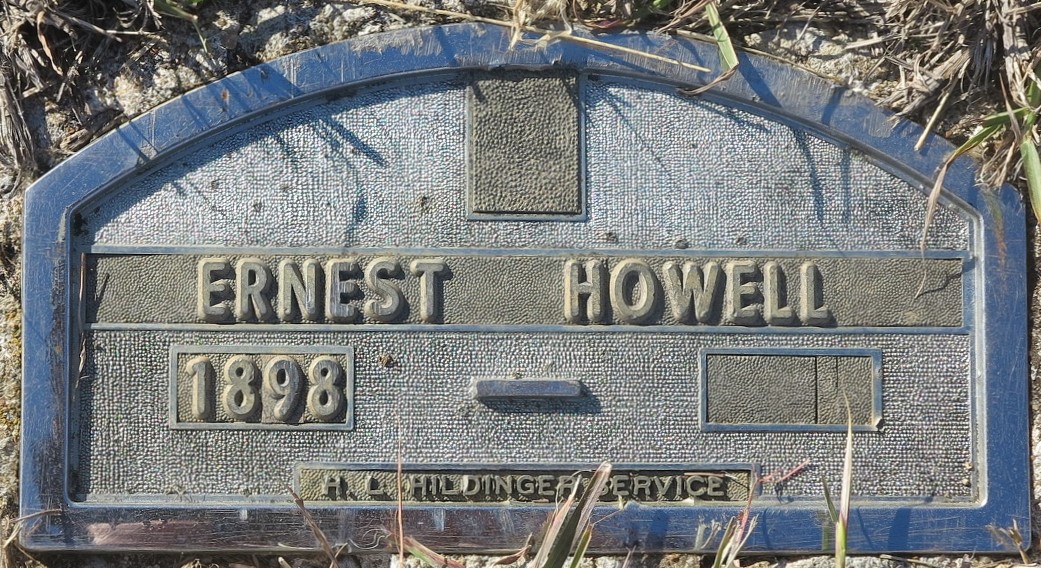 ERNEST HOWELL
1898 –
H. L. HILDINGER SERVICE